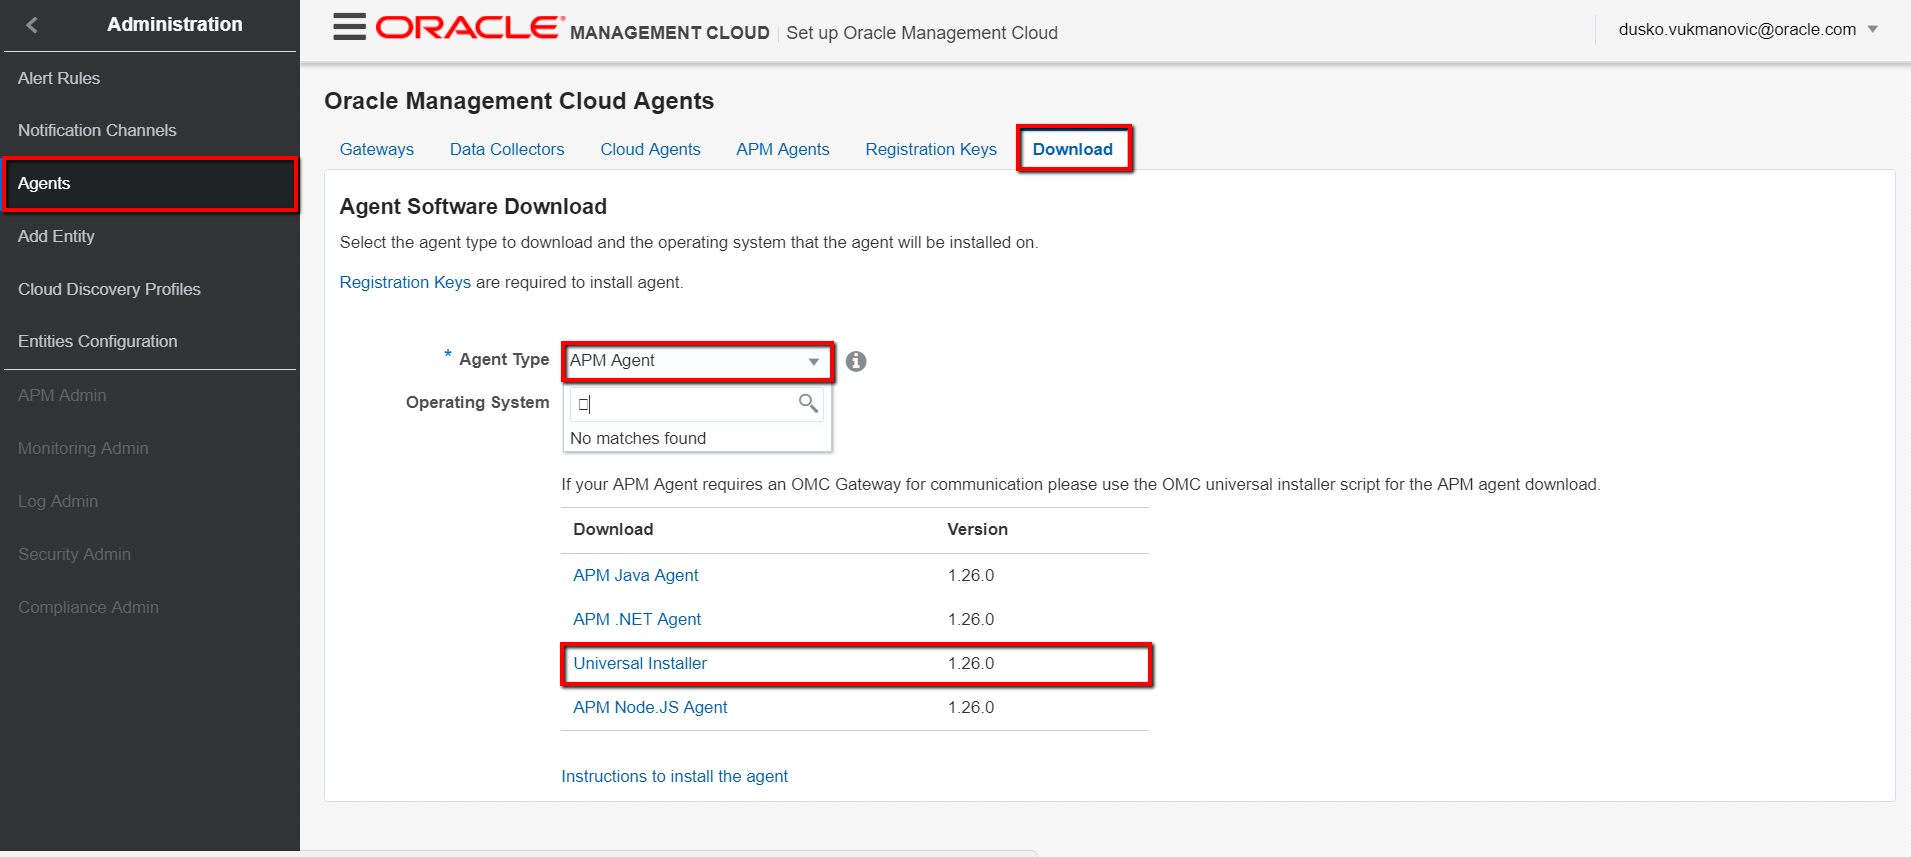 Administration
Alert Rules
Notification Channels
Agents
Add Entity
Cloud Discovery Profiles
Entities Configuration
APM Admin
Monitoring Admin
Log Admin
Security Admin
Compliance Admin
ORACLE MANAGEMENT CLOUD Set up Oracle Management Cloud
dusko.vukmanovic@oracle.com
Oracle Management Cloud Agents
Gateways Data Collectors Cloud Agents APM Agents Registration Keys Download
Agent Software Download
Select the agent type to download and the operating system that the agent will be installed on.
Registration Keys are required to install agent.
* Agent Type APM Agent
Operating System
No matches found
If your APM Agent requires an OMC Gateway for communication please use the OMC universal installer script for the APM agent download.
Download Version
APM Java Agent 1.26.0
APM .NET Agent 1.26.0
Universal Installer 1.26.0
APM Node.JS Agent 1.26.0
Instructions to install the agent